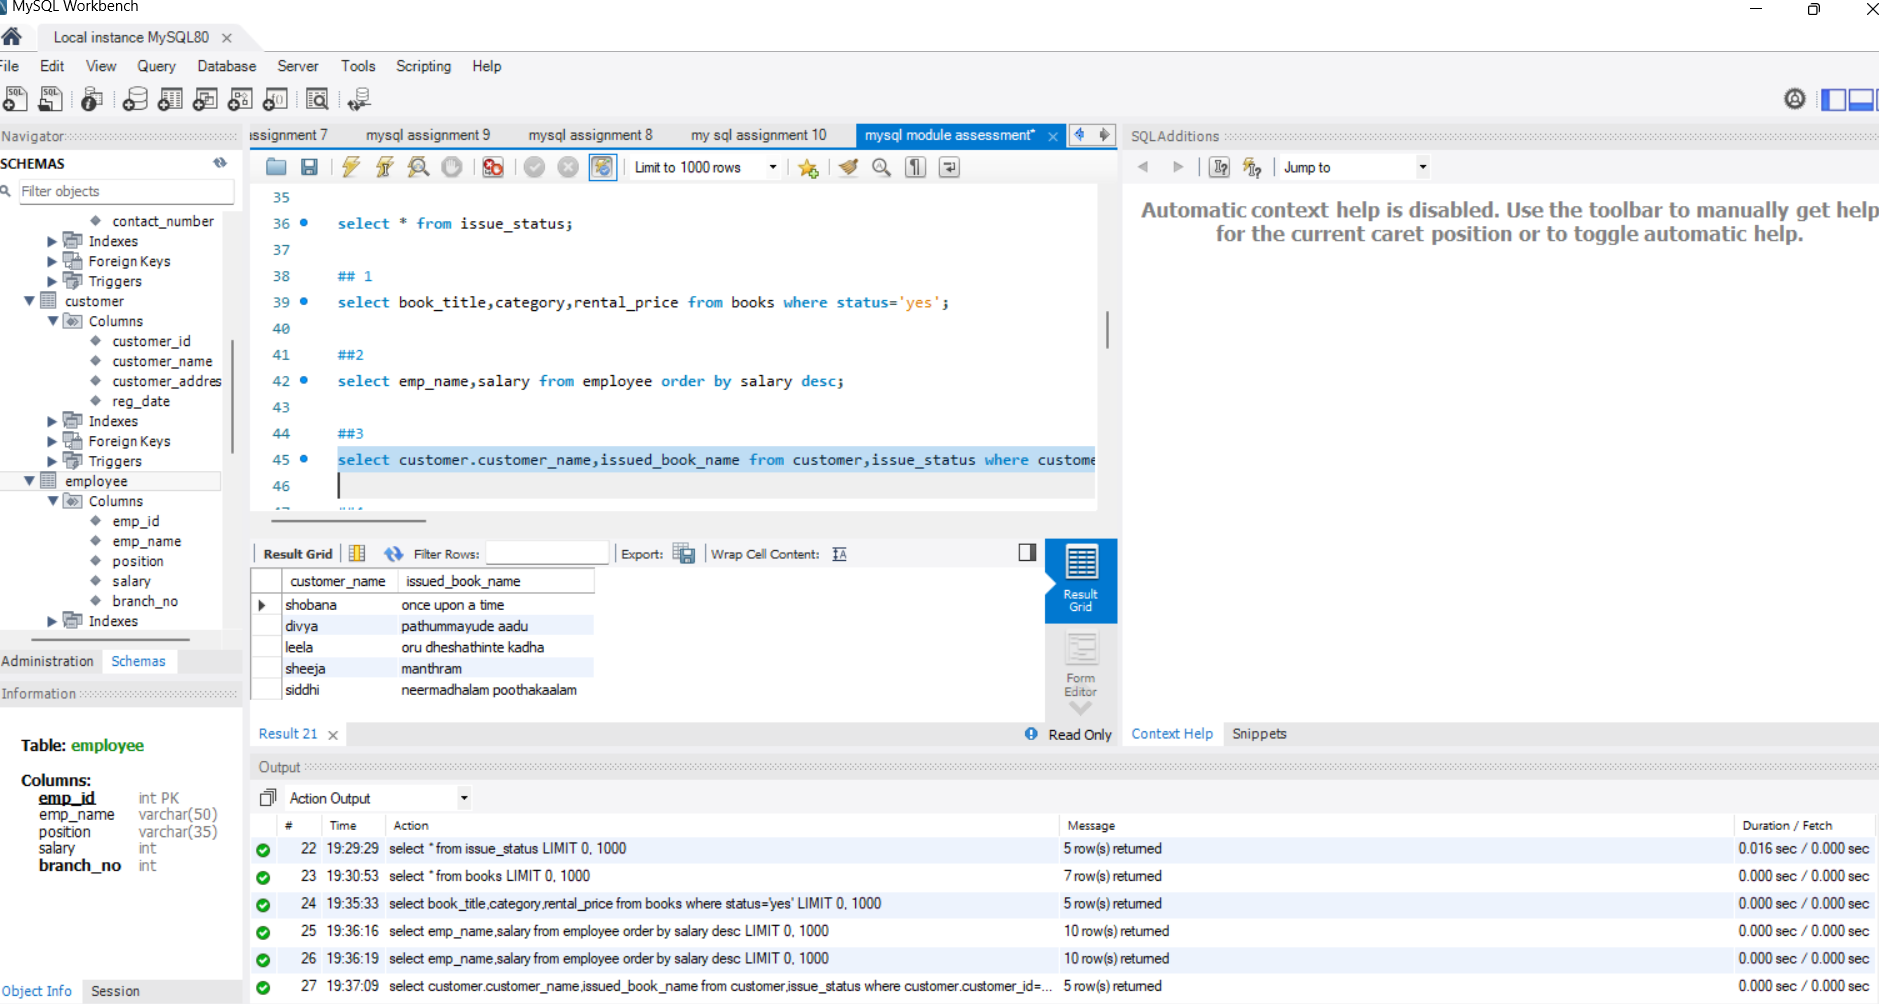 MySQL Workbench
Local instance MySQL80
File Edit View Query Database Server Tools Scripting Help
Navigator
SCHEMAS
Filter objects
contact_number
Indexes
Foreign Keys
Triggers
customer
Columns
customer_id
customer_name
customer_addres
reg_date
Indexes
Foreign Keys
Triggers
employee
Columns
emp_id
emp_name
position
salary
branch_no
Indexes
Administration Schemas
Information
Table: employee
Columns:
emp_id int PK
emp_name varchar(50)
position varchar(35)
salary int
branch_no int
Object Info Session
assignment 7 mysql assignment 9 mysql assignment 8 my sql assignment 10 mysql module assessment*
Limit to 1000 rows
35
36 select * from issue_status;
37
38 ## 1
39 select book_title,category,rental_price from books where status='yes';
40
41 ##2
42 select emp_name,salary from employee order by salary desc;
43
44 ##3
45 select customer.customer_name,issued_book_name from customer,issue_status where custome
46
Result Grid Filter Rows: Export: Wrap Cell Content:
customer_name issued_book_name
shobana once upon a time
divya pathummayude aadu
leela oru dheshathinte kadha
sheeja manthram
siddhi neermadhalam poothakaalam
Result Grid
Form Editor
Result 21 Read Only
SQLAdditions
Jump to
Automatic context help is disabled. Use the toolbar to manually get help
for the current caret position or to toggle automatic help.
Context Help Snippets
Output
Action Output
# Time Action Message Duration / Fetch
22 19:29:29 select * from issue_status LIMIT 0, 1000 5 row(s) returned 0.016 sec / 0.000 sec
23 19:30:53 select * from books LIMIT 0, 1000 7 row(s) returned 0.000 sec / 0.000 sec
24 19:35:33 select book_title,category,rental_price from books where status='yes' LIMIT 0, 1000 5 row(s) returned 0.000 sec / 0.000 sec
25 19:36:16 select emp_name,salary from employee order by salary desc LIMIT 0, 1000 10 row(s) returned 0.000 sec / 0.000 sec
26 19:36:19 select emp_name,salary from employee order by salary desc LIMIT 0, 1000 10 row(s) returned 0.000 sec / 0.000 sec
27 19:37:09 select customer.customer_name,issued_book_name from customer,issue_status where customer.customer_id=... 5 row(s) returned 0.000 sec / 0.000 sec